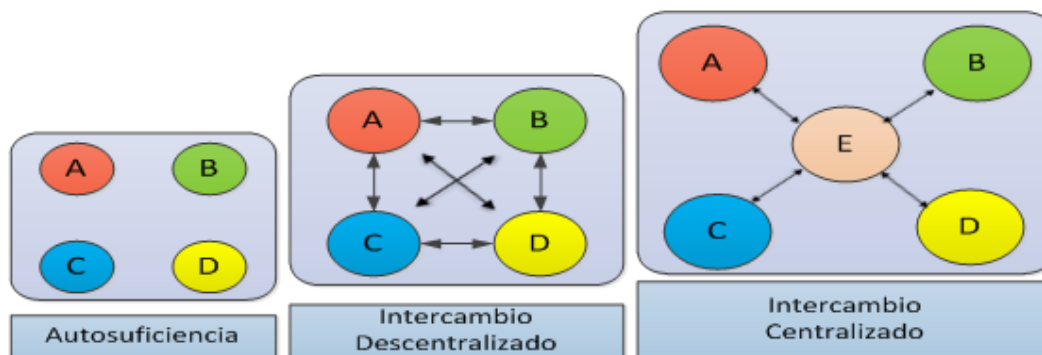 A B
C D
Autosuficiencia
A B
C D
Intercambio
Descentralizado
A B
E
C D
Intercambio
Centralizado